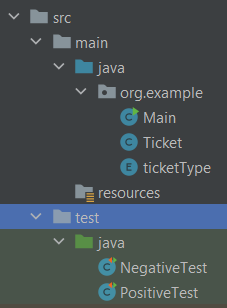 src
main
java
org.example
Main
Ticket
ticketType
resources
test
java
NegativeTest
PositiveTest